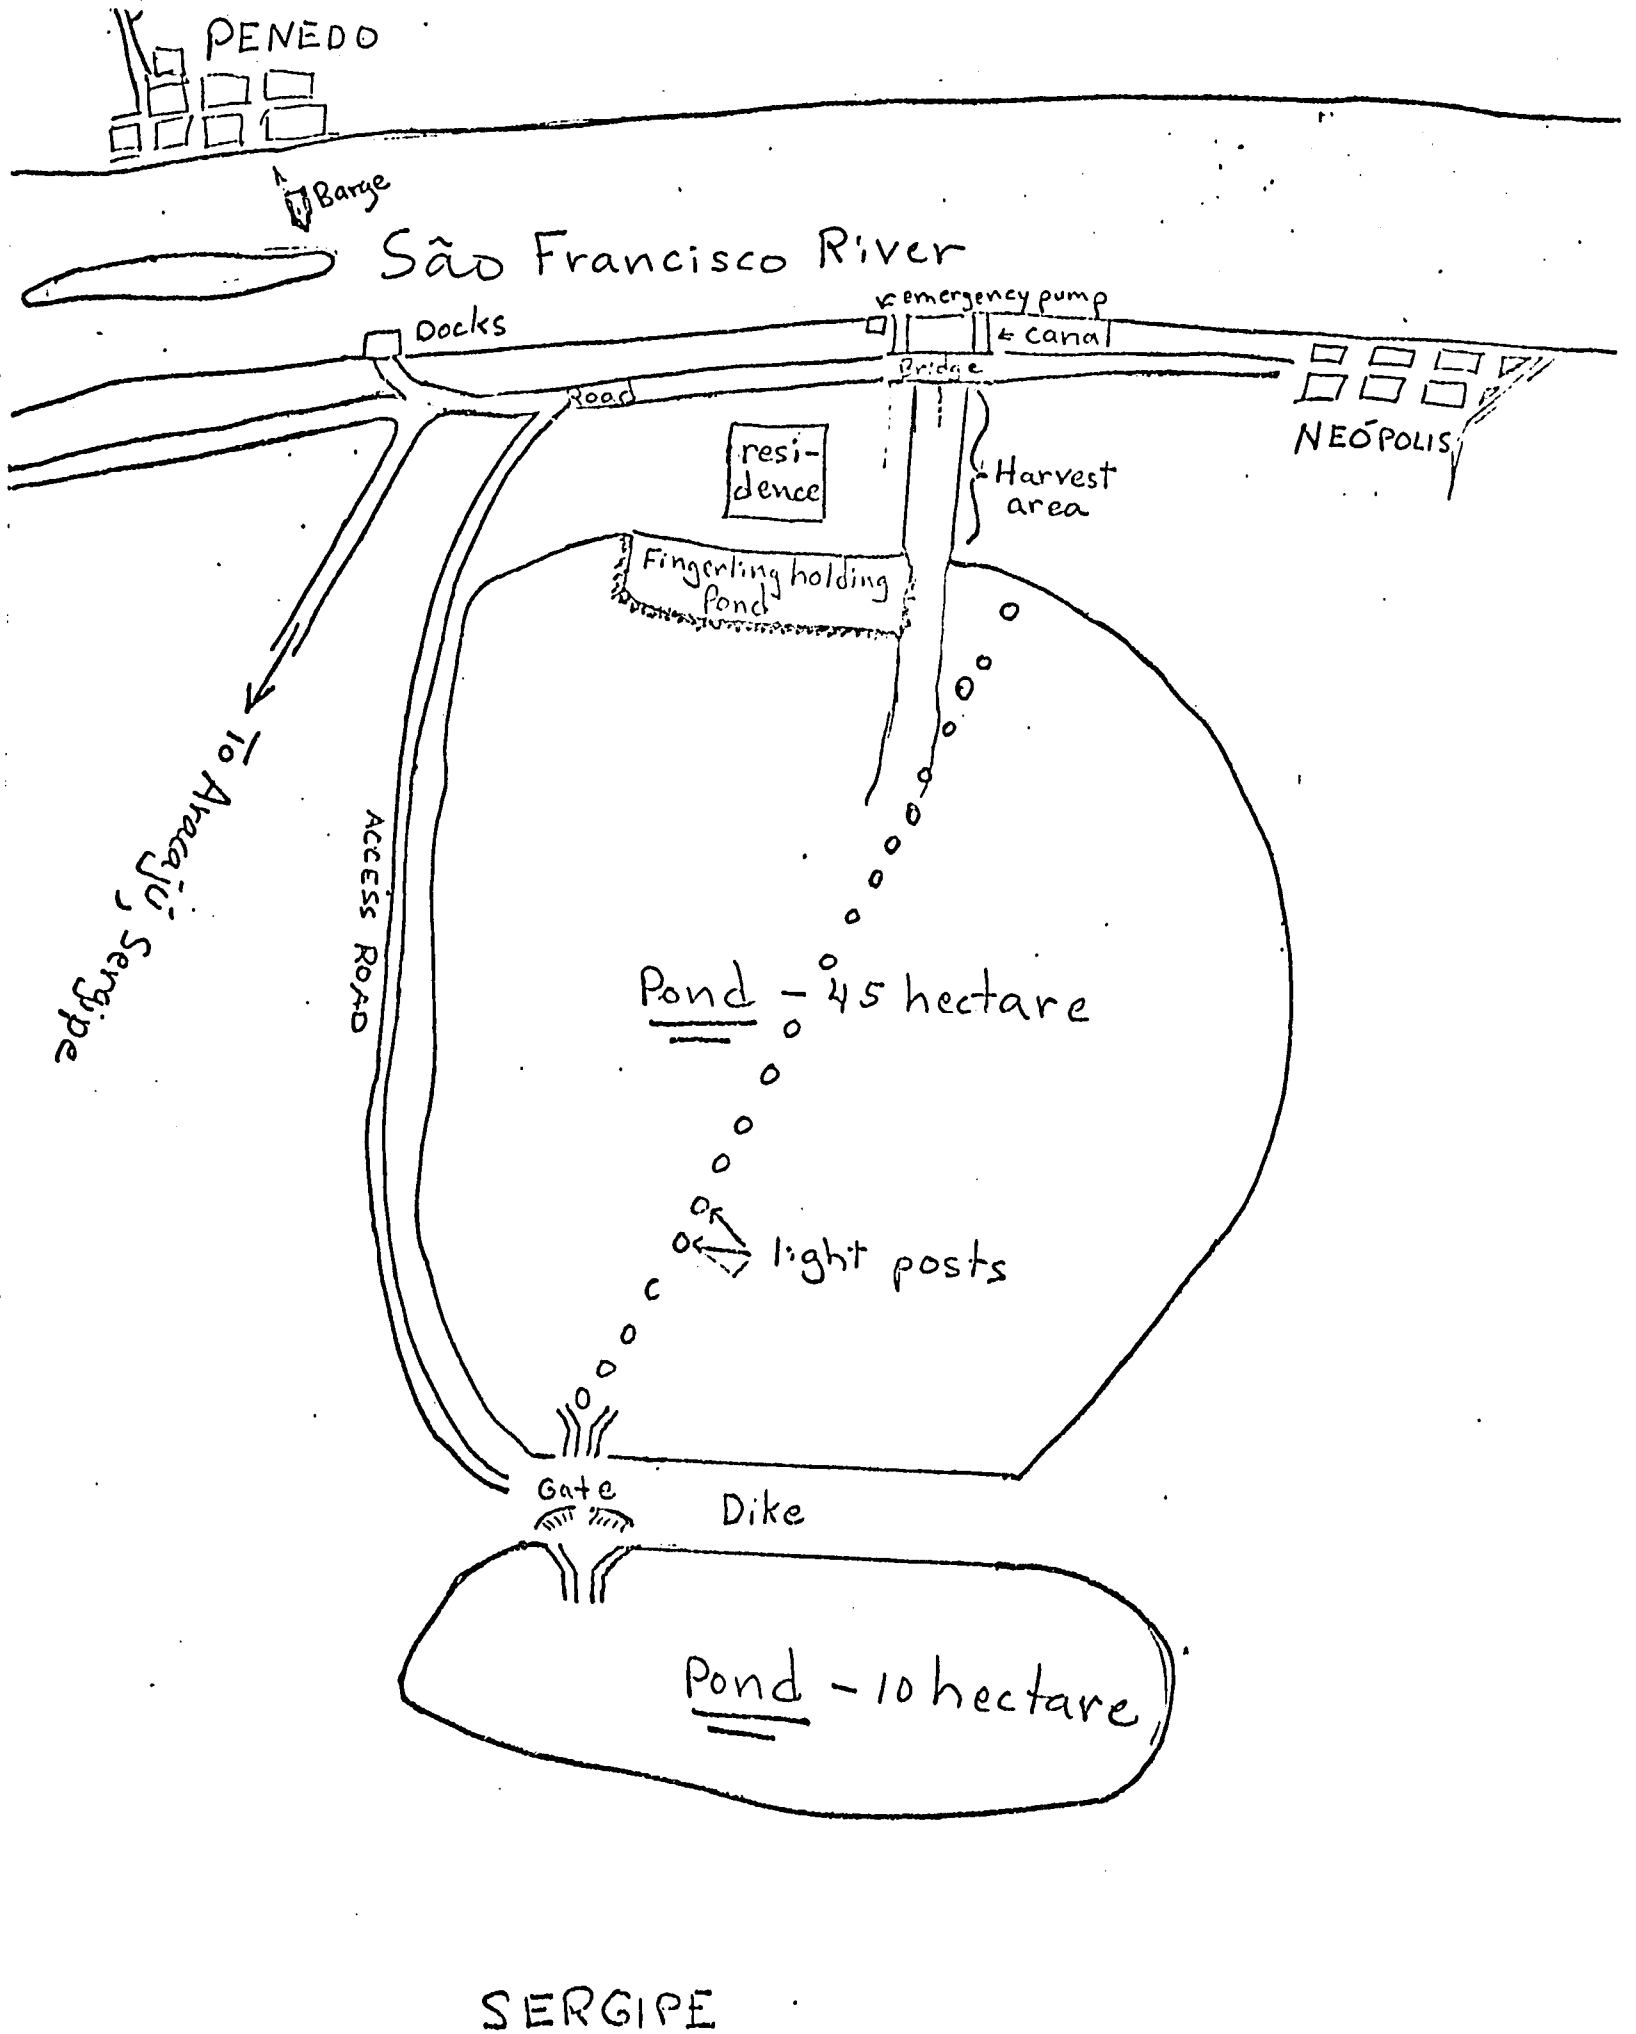 PENEDO
Barge
São Francisco River
emergency pump
Docks
canal
Bridge
Road
NEÓPOLIS
resi-
dence
Harvest
area
Fingerling holding
Pond
To Aracajú, Sergipe
ACCESS ROAD
Pond - 45 hectare
light posts
Gate
Dike
Pond - 10 hectare
SERGIPE